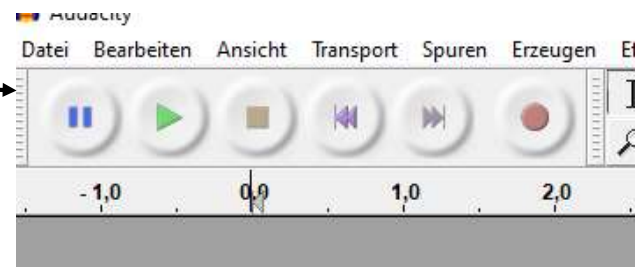 Audacity
Datei Bearbeiten Ansicht Transport Spuren Erzeugen
- 1,0 0,0 1,0 2,0